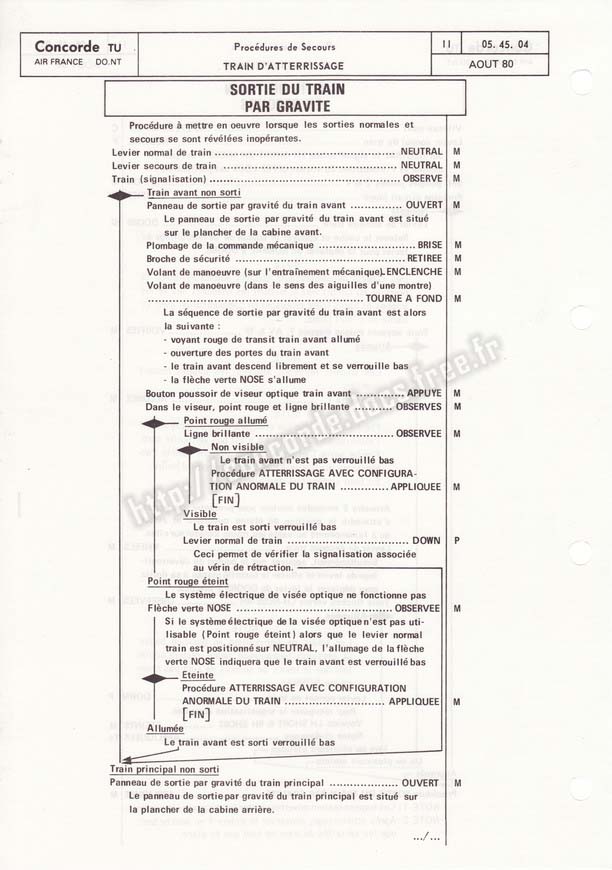 Concorde TU
AIR FRANCE DO.NT
Procédures de Secours
TRAIN D'ATTERRISSAGE
II
05. 45. 04
AOUT 80
SORTIE DU TRAIN
PAR GRAVITE
Procédure à mettre en oeuvre lorsque les sorties normales et
secours se sont révélées inopérantes.
Levier normal de train ........ NEUTRAL M
Levier secours de train ........ NEUTRAL M
Train (signalisation) ........ OBSERVE M
Train avant non sorti
Panneau de sortie par gravité du train avant ........ OUVERT M
Le panneau de sortie par gravité du train avant est situé
sur le plancher de la cabine avant.
Plombage de la commande mécanique ........ BRISE M
Broche de sécurité ........ RETIREE M
Volant de manoeuvre (sur l'entraînement mécanique). ENCLENCHE M
Volant de manoeuvre (dans le sens des aiguilles d'une montre)
........ TOURNE A FOND M
La séquence de sortie par gravité du train avant est alors
la suivante :
- voyant rouge de transit train avant allumé
- ouverture des portes du train avant
- le train avant descend librement et se verrouille bas
- la flèche verte NOSE s'allume
Bouton poussoir de viseur optique train avant ........ APPUYE M
Dans le viseur, point rouge et ligne brillante ........ OBSERVES M
Point rouge allumé
Ligne brillante ........ OBSERVEE M
Non visible
Le train avant n'est pas verrouillé bas
Procédure ATTERRISSAGE AVEC CONFIGURA-
TION ANORMALE DU TRAIN ........ APPLIQUEE M
[FIN]
Visible
Le train est sorti verrouillé bas
Levier normal de train ........ DOWN P
Ceci permet de vérifier la signalisation associée
au vérin de rétraction.
Point rouge éteint
Le système électrique de visée optique ne fonctionne pas
Flèche verte NOSE ........ OBSERVEE M
Si le système électrique de la visée optique n'est pas uti-
lisable (Point rouge éteint) alors que le levier normal
train est positionné sur NEUTRAL, l'allumage de la flèche
verte NOSE indiquera que le train avant est verrouillé bas
Eteinte
Procédure ATTERRISSAGE AVEC CONFIGURATION
ANORMALE DU TRAIN ........ APPLIQUEE M
[FIN]
Allumée
Le train avant est sorti verrouillé bas
Train principal non sorti
Panneau de sortie par gravité du train principal ........ OUVERT M
Le panneau de sortie par gravité du train principal est situé sur
la plancher de la cabine arrière.
.../...